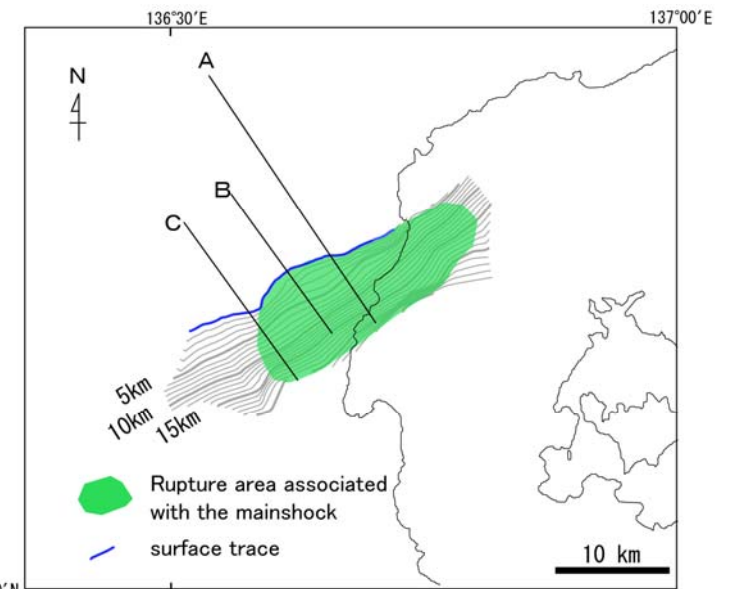 136°30′E
137°00′E
N
A
B
C
5km
10km
15km
Rupture area associated
with the mainshock
surface trace
10 km